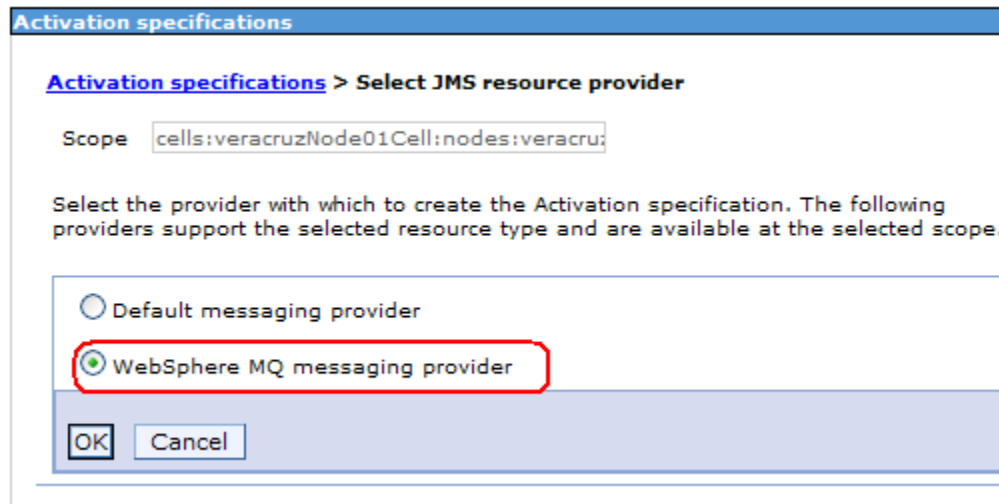 Activation specifications
Activation specifications > Select JMS resource provider
Scope cells:veracruzNode01Cell:nodes:veracruz
Select the provider with which to create the Activation specification. The following
providers support the selected resource type and are available at the selected scope.
Default messaging provider
WebSphere MQ messaging provider
OK Cancel